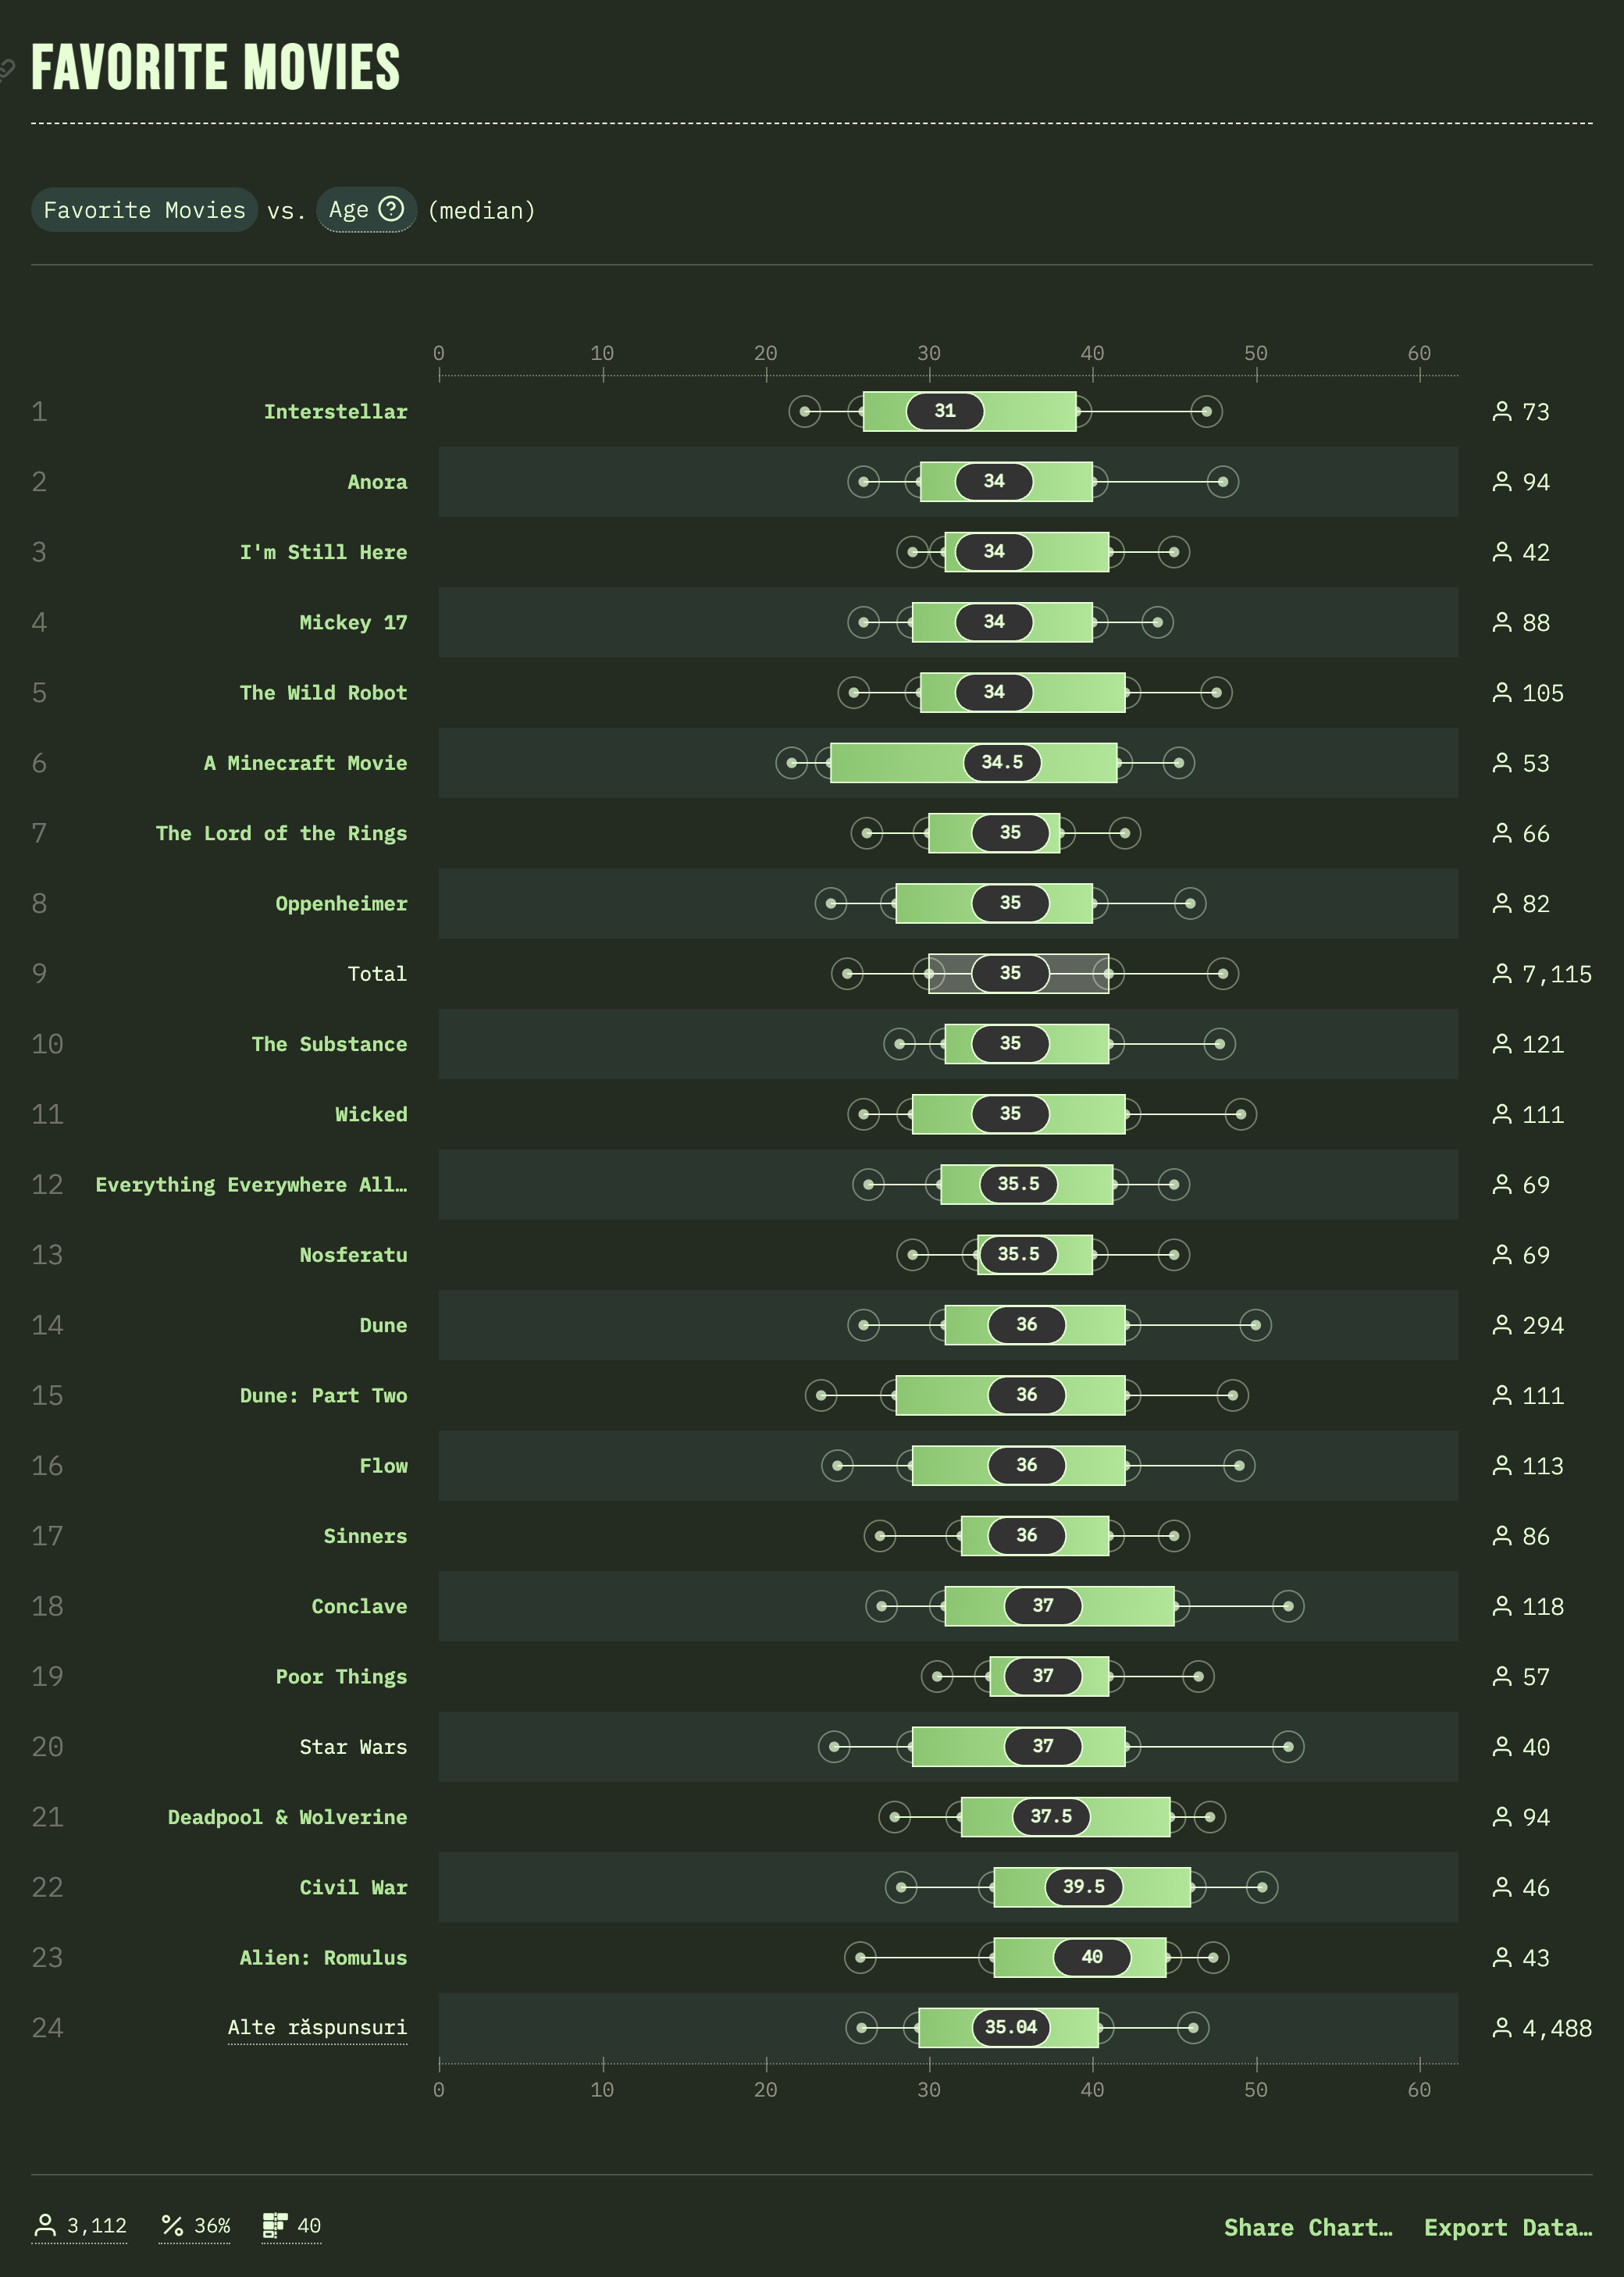 FAVORITE MOVIES
Favorite Movies vs. Age ? (median)
0 10 20 30 40 50 60
1 Interstellar 31 73
2 Anora 34 94
3 I'm Still Here 34 42
4 Mickey 17 34 88
5 The Wild Robot 34 105
6 A Minecraft Movie 34.5 53
7 The Lord of the Rings 35 66
8 Oppenheimer 35 82
9 Total 35 7,115
10 The Substance 35 121
11 Wicked 35 111
12 Everything Everywhere All… 35.5 69
13 Nosferatu 35.5 69
14 Dune 36 294
15 Dune: Part Two 36 111
16 Flow 36 113
17 Sinners 36 86
18 Conclave 37 118
19 Poor Things 37 57
20 Star Wars 37 40
21 Deadpool & Wolverine 37.5 94
22 Civil War 39.5 46
23 Alien: Romulus 40 43
24 Alte răspunsuri 35.04 4,488
0 10 20 30 40 50 60
3,112 % 36% 40 Share Chart… Export Data…